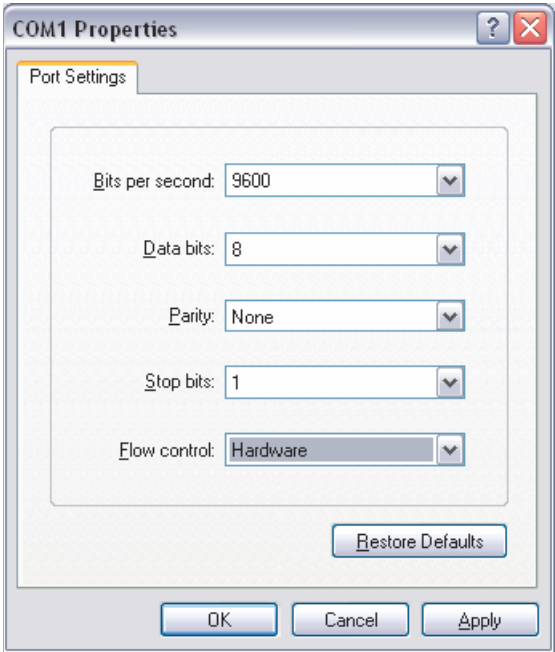 COM1 Properties
Port Settings
Bits per second: 9600
Data bits: 8
Parity: None
Stop bits: 1
Flow control: Hardware
Restore Defaults
OK Cancel Apply